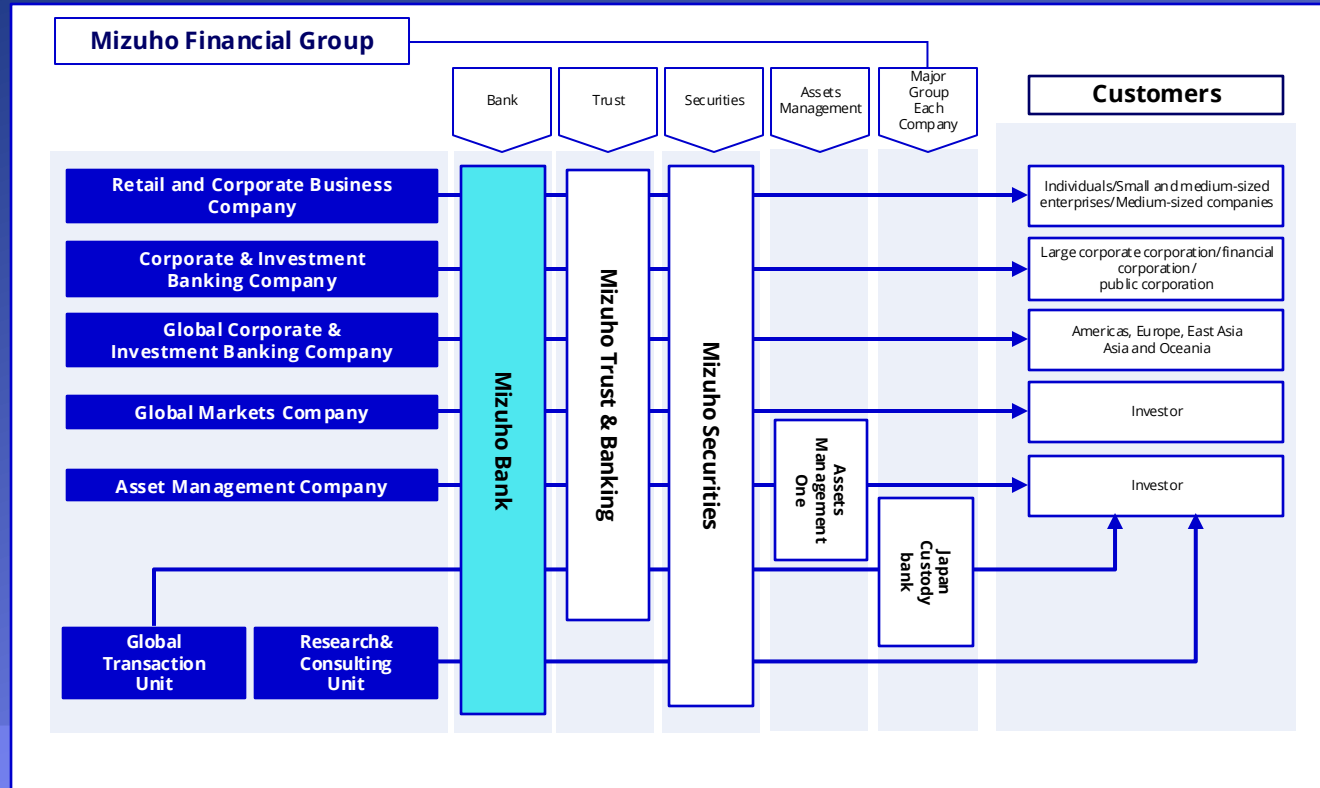 Mizuho Financial Group
Bank
Trust
Securities
Assets
Management
Major
Group
Each
Company
Customers
Retail and Corporate Business
Company
Individuals/Small and medium-sized
enterprises/Medium-sized companies
Corporate & Investment
Banking Company
Large corporate corporation/financial
corporation/
public corporation
Global Corporate &
Investment Banking Company
Americas, Europe, East Asia
Asia and Oceania
Global Markets Company
Investor
Asset Management Company
Investor
Mizuho Bank
Mizuho Trust & Banking
Mizuho Securities
Assets
Management
One
Japan
Custody
bank
Global
Transaction
Unit
Research&
Consulting
Unit